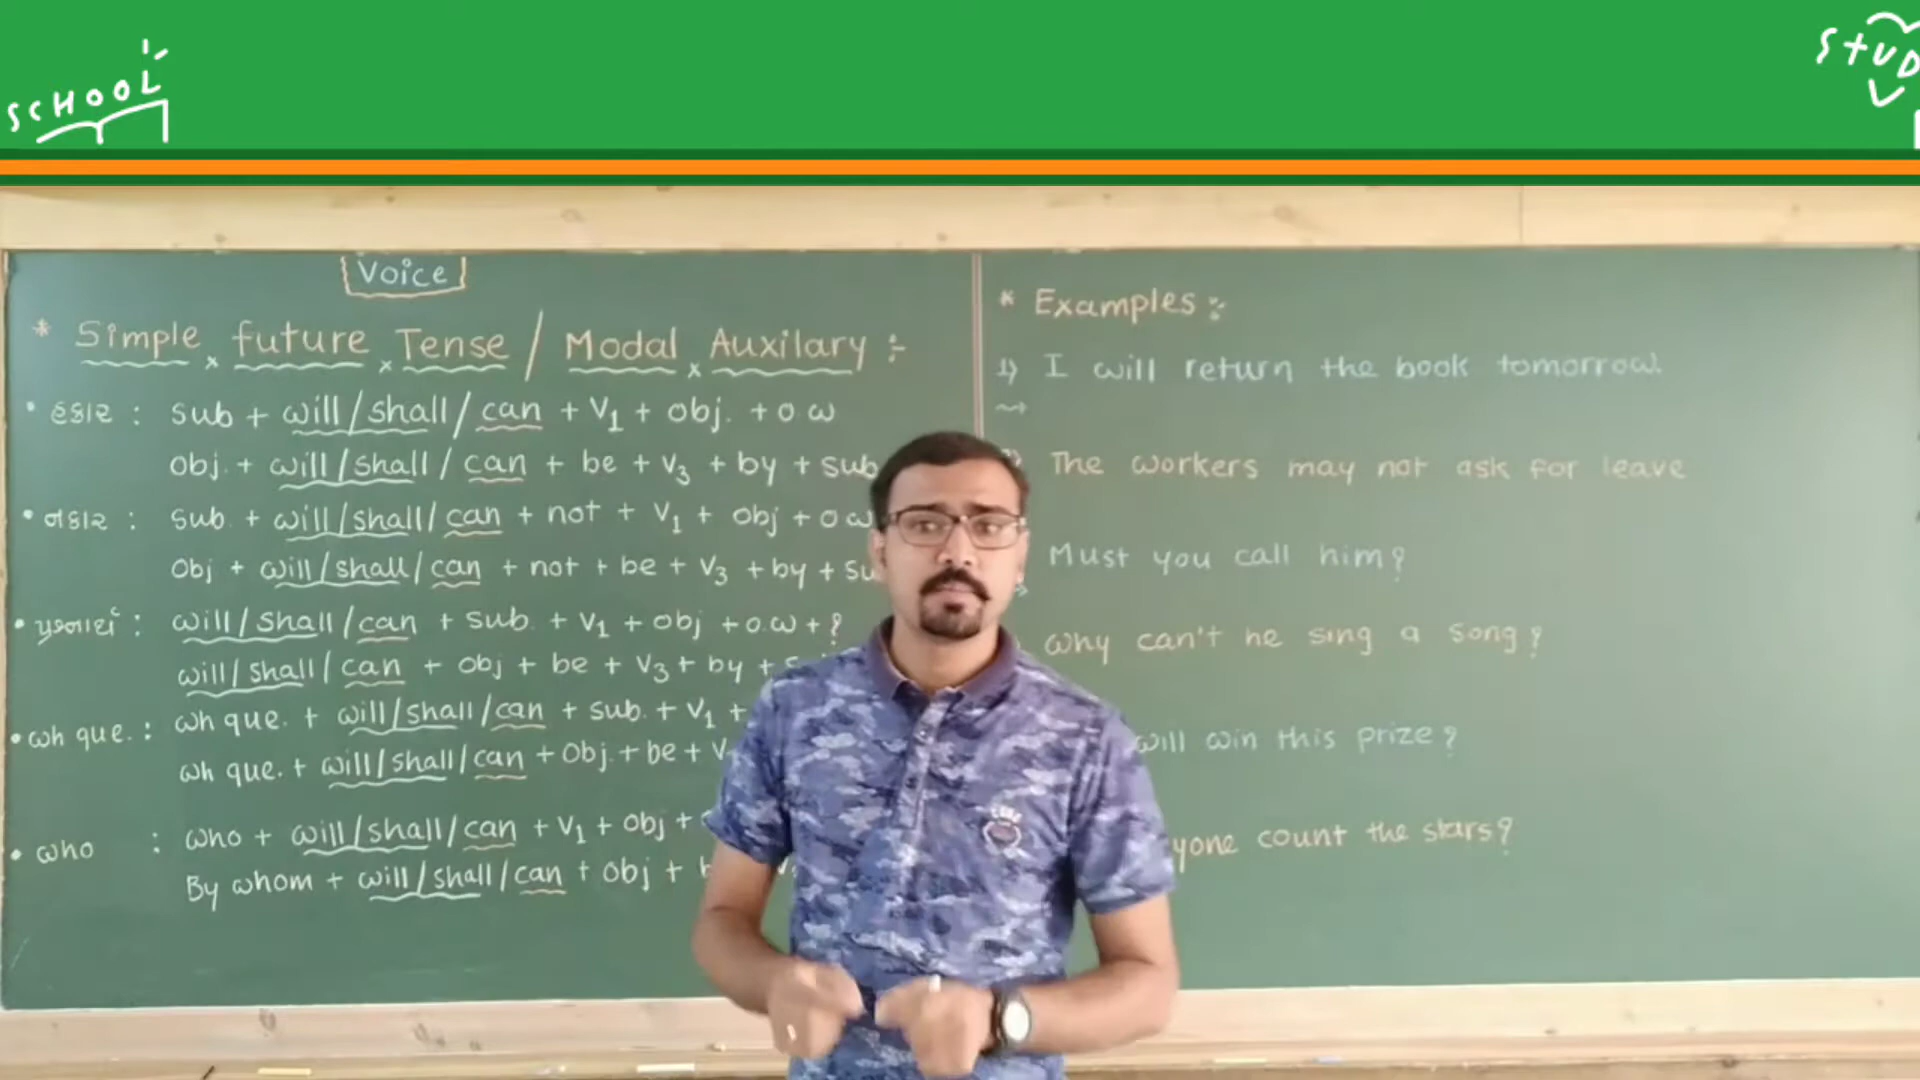 SCHOOL
STUD
Voice
* Simple future Tense / Modal Auxilary :-
• હકાર : sub + will/shall/can + V1 + obj. + o w
obj. + will/shall/can + be + V3 + by + sub
• નકાર : sub. + will/shall/can + not + V1 + obj + o w
Obj + will/shall/can + not + be + V3 + by + su
• પ્રશ્નાર્થ : will/shall/can + sub. + V1 + obj + o.w + ?
will/shall/can + obj + be + V3 + by + s
• wh que. : wh que. + will/shall/can + sub. + V1 +
wh que. + will/shall/can + Obj. + be + V
• who : who + will/shall/can + V1 + obj +
By whom + will/shall/can + obj + b
* Examples :-
1) I will return the book tomorrow.
The workers may not ask for leave
Must you call him?
Why can't he sing a song?
will win this prize?
yone count the stars?